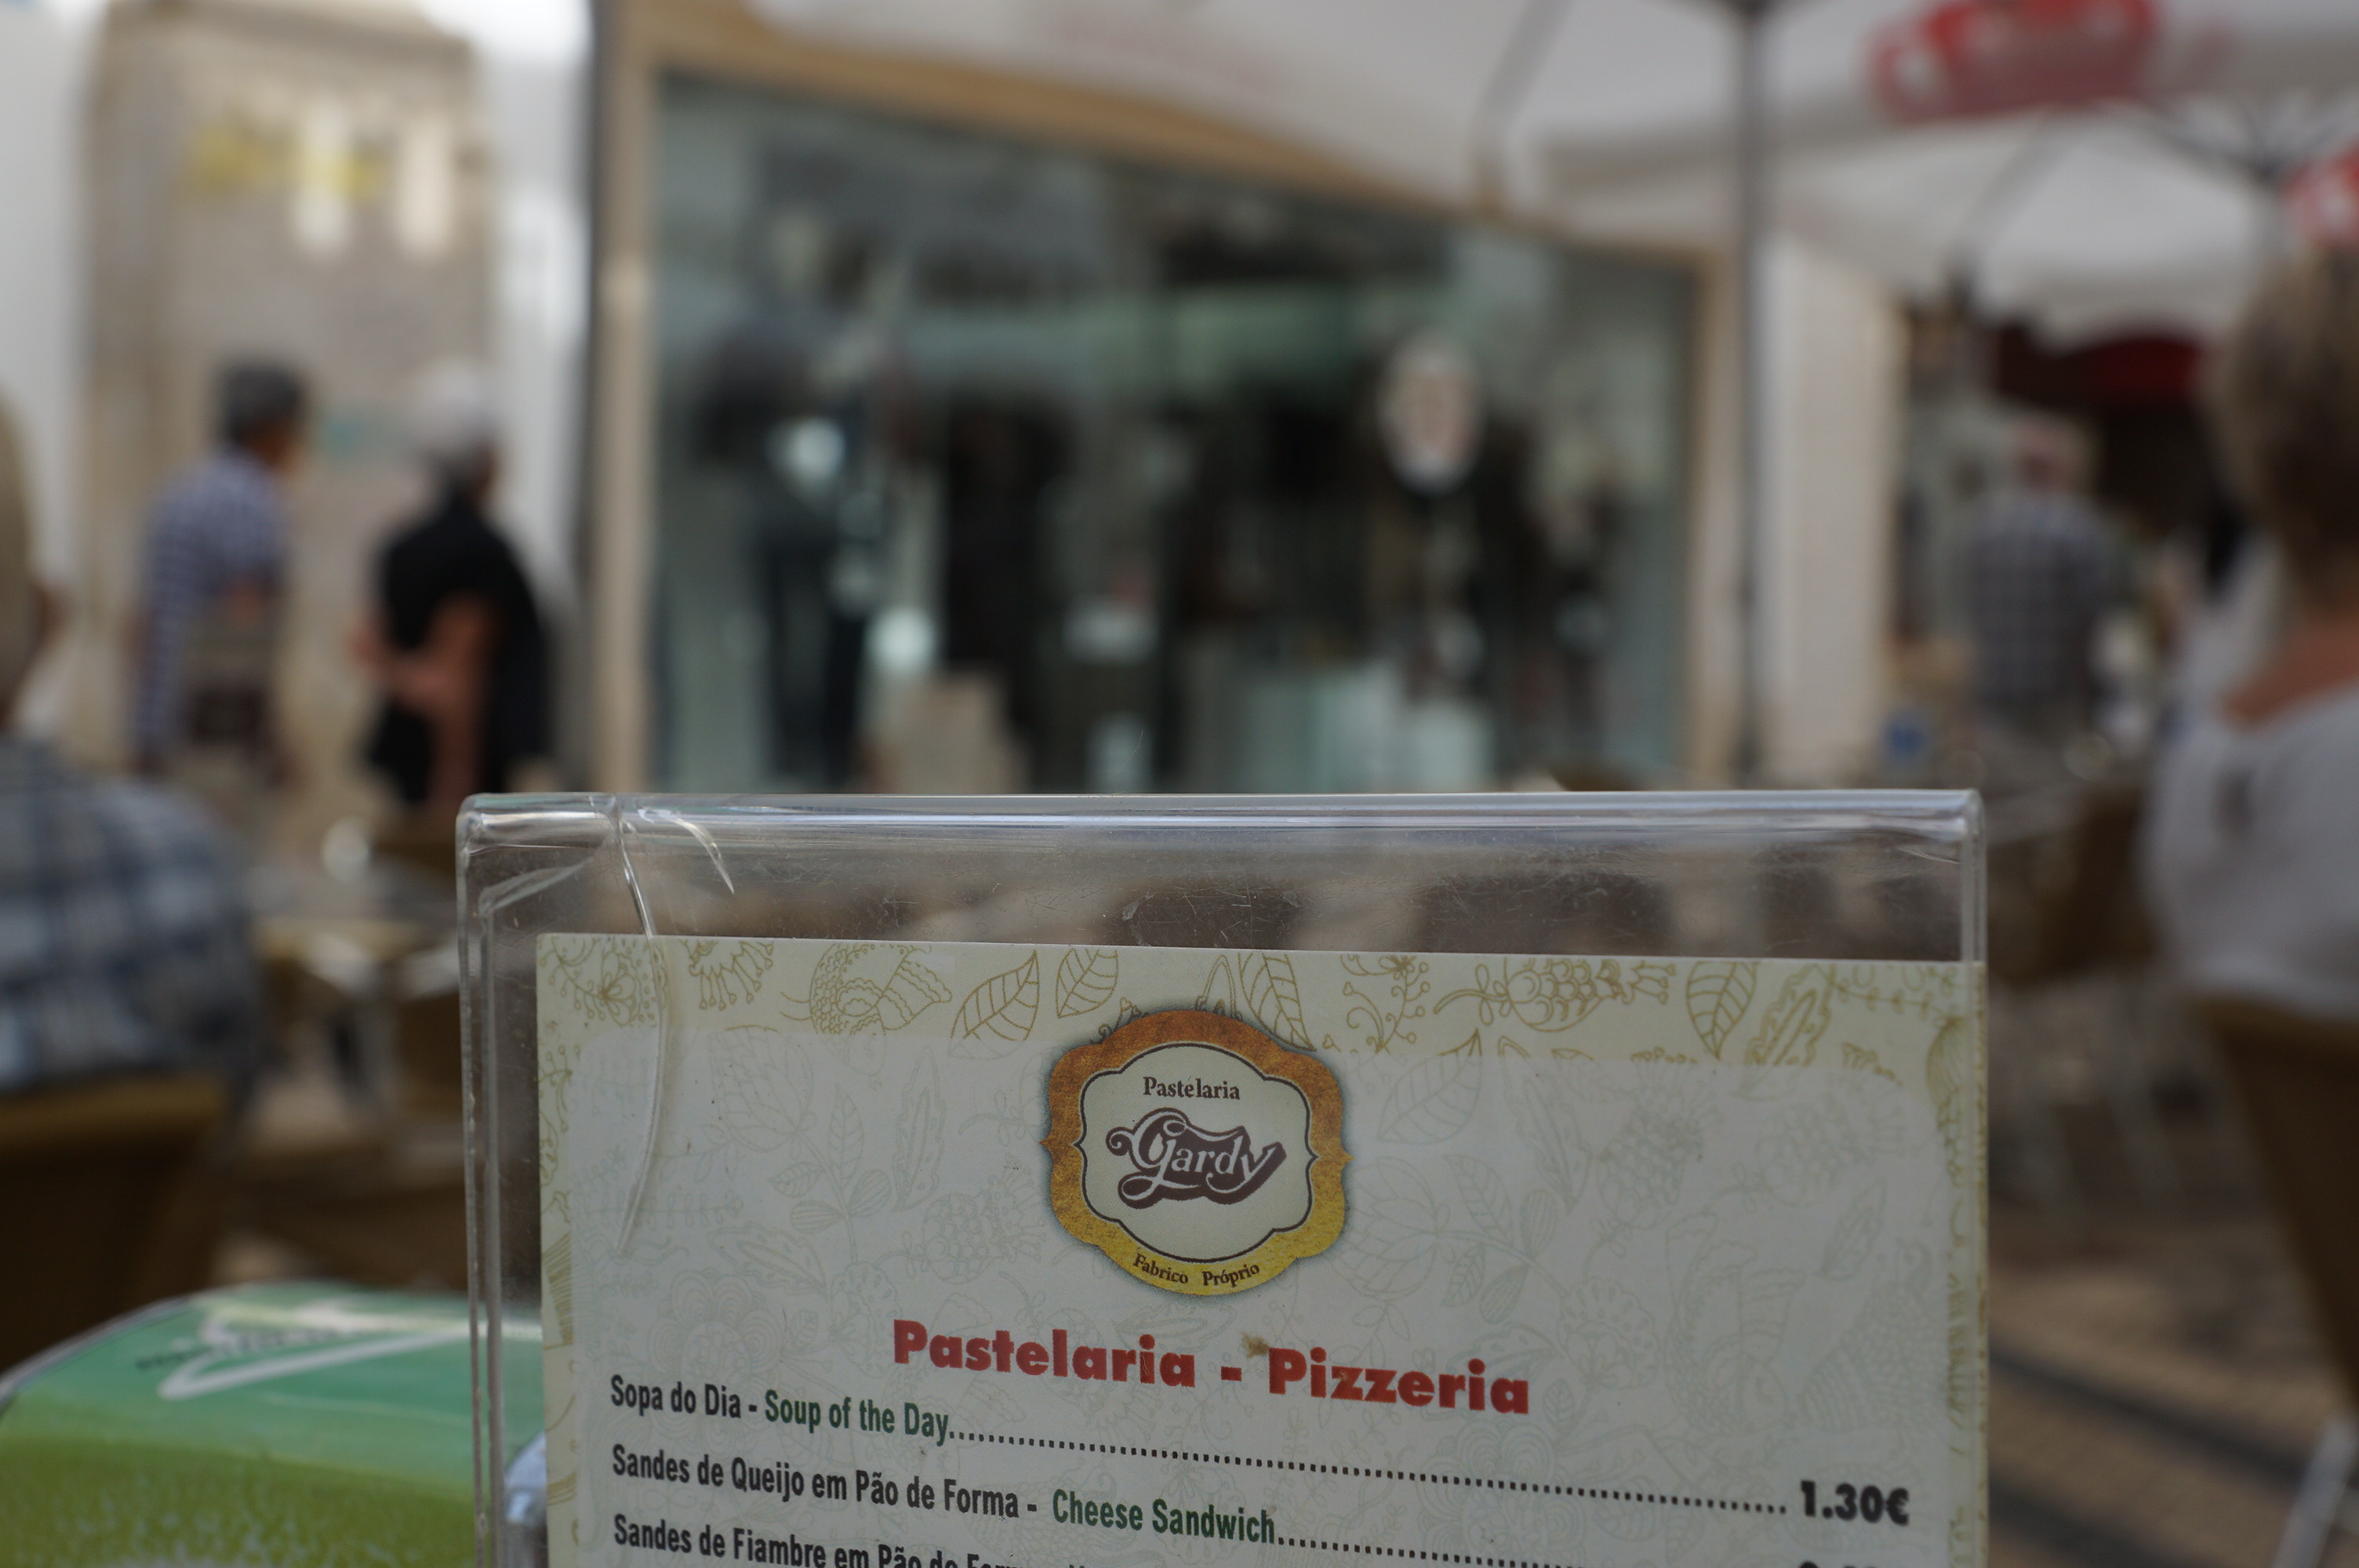 Pastelaria
Gardy
Fabrico Próprio
Pastelaria - Pizzeria
Sopa do Dia - Soup of the Day.......................................................................... 1.30€
Sandes de Queijo em Pão de Forma - Cheese Sandwich..............................
Sandes de Fiambre em Pão de